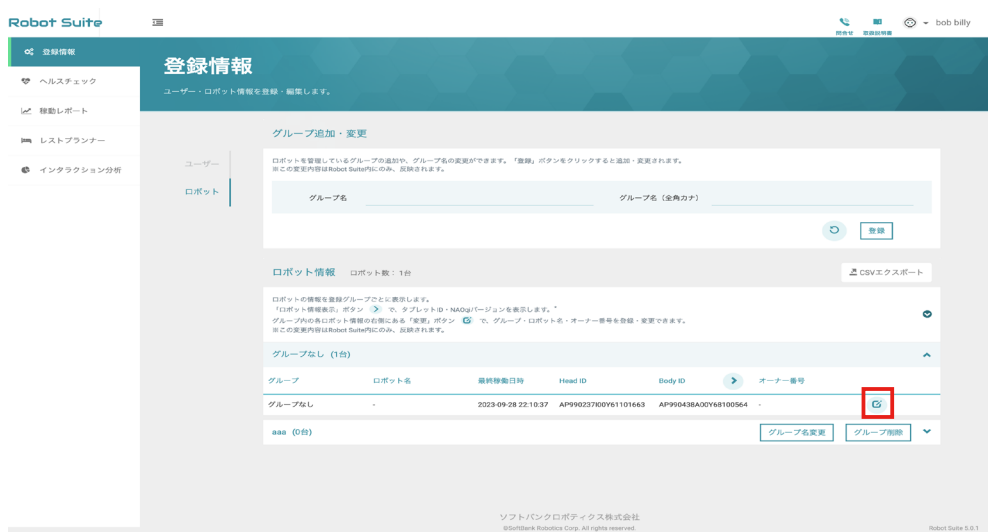 Robot Suite
問合せ
取扱説明書
bob billy
登録情報
ヘルスチェック
稼動レポート
レストプランナー
インタラクション分析
登録情報
ユーザー・ロボット情報を登録・編集します。
ユーザー
ロボット
グループ追加・変更
ロボットを管理しているグループの追加や、グループ名の変更ができます。「登録」ボタンをクリックすると追加・変更されます。
※この変更内容はRobot Suite内にのみ、反映されます。
グループ名
グループ名（全角カナ）
登録
ロボット情報 ロボット数：1台
CSVエクスポート
ロボットの情報を登録グループごとに表示します。
「ロボット情報表示」ボタン で、タブレットID・NAOqiバージョンを表示します。
グループ内の各ロボット情報の右側にある「変更」ボタン で、グループ・ロボット名・オーナー番号を登録・変更できます。
※この変更内容はRobot Suite内にのみ、反映されます。
グループなし (1台)
グループ ロボット名 最終稼働日時 Head ID Body ID オーナー番号
グループなし - 2023-09-28 22:10:37 AP990237I00Y61101663 AP990438A00Y68100564 -
aaa (0台) グループ名変更 グループ削除
ソフトバンクロボティクス株式会社
©SoftBank Robotics Corp. All rights reserved.
Robot Suite 5.0.1